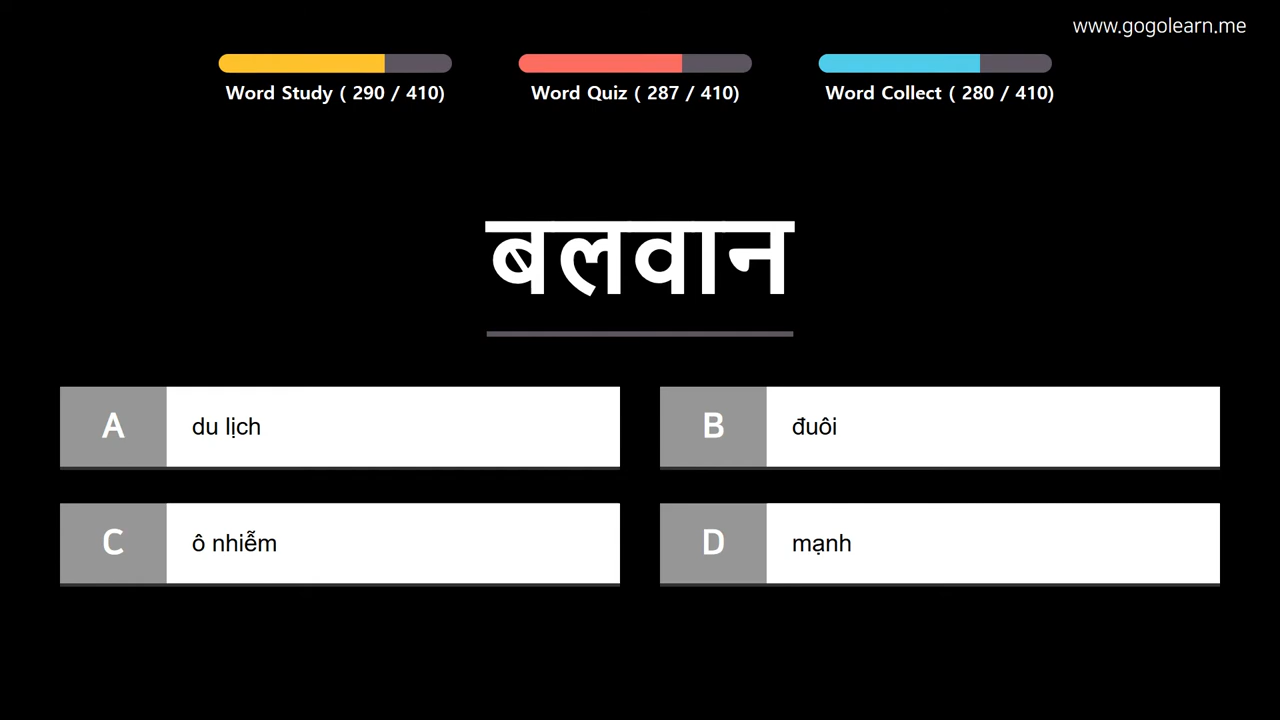 www.gogolearn.me
Word Study ( 290 / 410)
Word Quiz ( 287 / 410)
Word Collect ( 280 / 410)
बलवान
A du lịch
B đuôi
C ô nhiễm
D mạnh